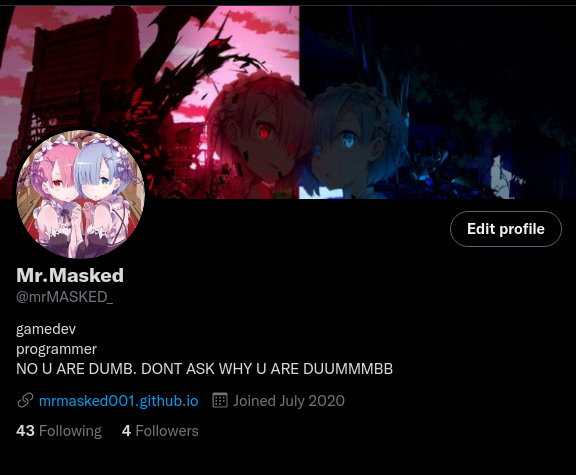 Edit profile
Mr.Masked
@mrMASKED_
gamedev
programmer
NO U ARE DUMB. DONT ASK WHY U ARE DUUMMMBB
mrmasked001.github.io Joined July 2020
43 Following 4 Followers